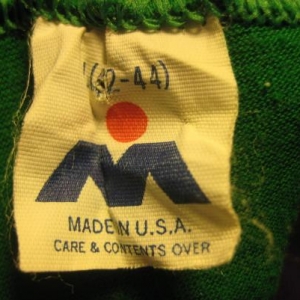 (42-44)
MADE IN U.S.A.
CARE & CONTENTS OVER